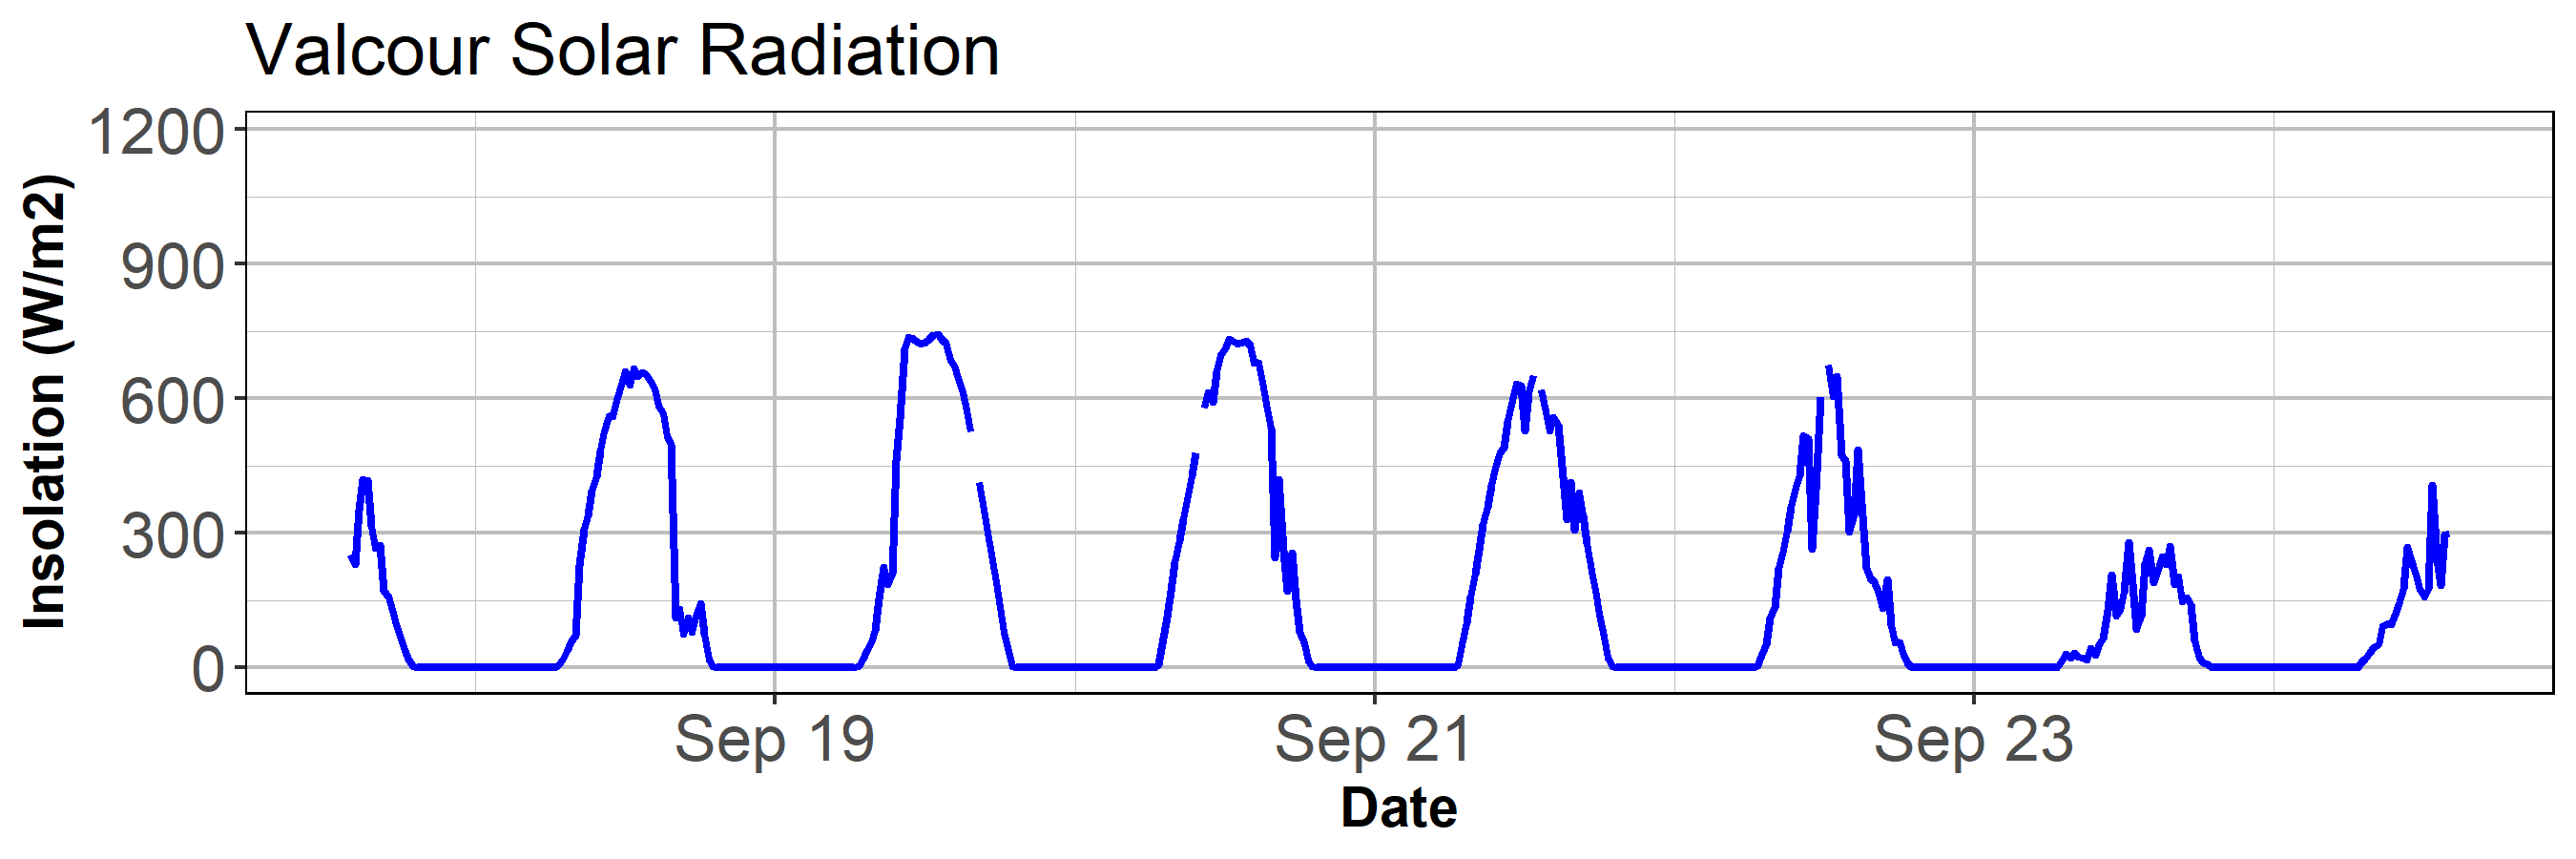 Valcour Solar Radiation
Insolation (W/m2)
1200
900
600
300
0
Sep 19
Sep 21
Sep 23
Date